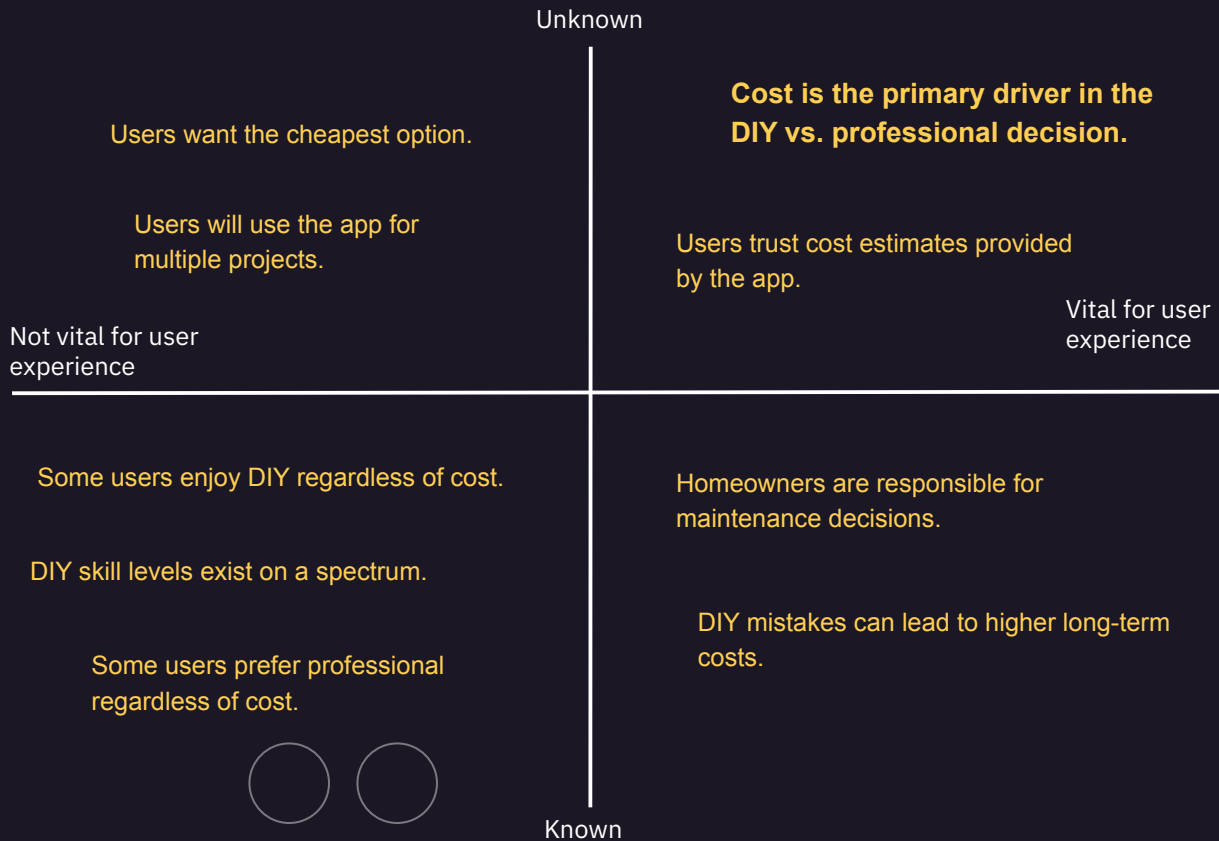 Unknown
Users want the cheapest option.
Cost is the primary driver in the
DIY vs. professional decision.
Users will use the app for
multiple projects.
Users trust cost estimates provided
by the app.
Not vital for user
experience
Vital for user
experience
Some users enjoy DIY regardless of cost.
DIY skill levels exist on a spectrum.
Some users prefer professional
regardless of cost.
Homeowners are responsible for
maintenance decisions.
DIY mistakes can lead to higher long-term
costs.
Known